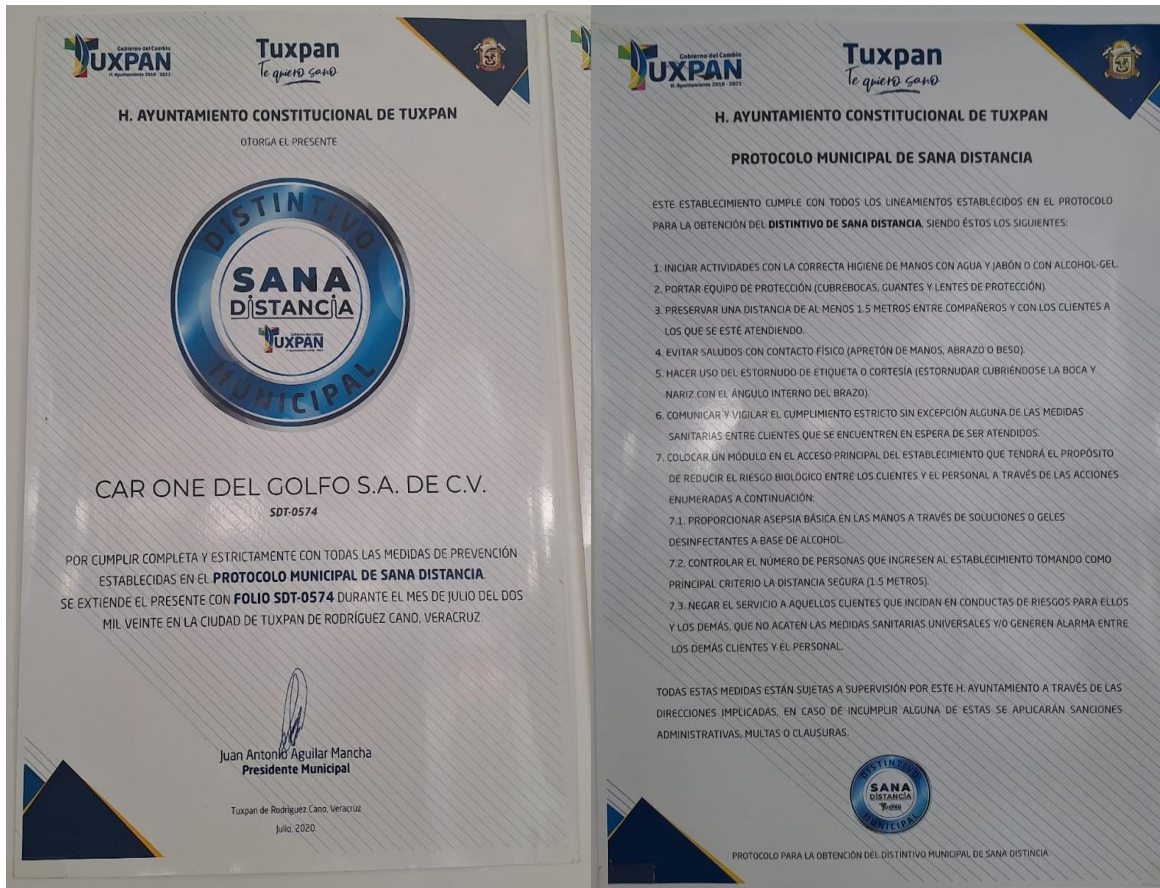 Gobierno del Cambio
TUXPAN
H. Ayuntamiento 2018 - 2021
Tuxpan
Te quiero sano
H. AYUNTAMIENTO CONSTITUCIONAL DE TUXPAN
OTORGA EL PRESENTE
DISTINTIVO
SANA
DISTANCIA
TUXPAN
MUNICIPAL
CAR ONE DEL GOLFO S.A. DE C.V.
SDT-0574
POR CUMPLIR COMPLETA Y ESTRICTAMENTE CON TODAS LAS MEDIDAS DE PREVENCIÓN
ESTABLECIDAS EN EL PROTOCOLO MUNICIPAL DE SANA DISTANCIA.
SE EXTIENDE EL PRESENTE CON FOLIO SDT-0574 DURANTE EL MES DE JULIO DEL DOS
MIL VEINTE EN LA CIUDAD DE TUXPAN DE RODRÍGUEZ CANO, VERACRUZ.
Juan Antonio Aguilar Mancha
Presidente Municipal
Tuxpan de Rodríguez Cano, Veracruz
Julio, 2020.
Gobierno del Cambio
TUXPAN
H. Ayuntamiento 2018 - 2021
Tuxpan
Te quiero sano
H. AYUNTAMIENTO CONSTITUCIONAL DE TUXPAN
PROTOCOLO MUNICIPAL DE SANA DISTANCIA
ESTE ESTABLECIMIENTO CUMPLE CON TODOS LOS LINEAMIENTOS ESTABLECIDOS EN EL PROTOCOLO
PARA LA OBTENCIÓN DEL DISTINTIVO DE SANA DISTANCIA, SIENDO ÉSTOS LOS SIGUIENTES:
1. INICIAR ACTIVIDADES CON LA CORRECTA HIGIENE DE MANOS CON AGUA Y JABÓN O CON ALCOHOL-GEL.
2. PORTAR EQUIPO DE PROTECCIÓN (CUBREBOCAS, GUANTES Y LENTES DE PROTECCIÓN).
3. PRESERVAR UNA DISTANCIA DE AL MENOS 1.5 METROS ENTRE COMPAÑEROS Y CON LOS CLIENTES A
LOS QUE SE ESTÉ ATENDIENDO.
4. EVITAR SALUDOS CON CONTACTO FÍSICO (APRETÓN DE MANOS, ABRAZO O BESO).
5. HACER USO DEL ESTORNUDO DE ETIQUETA O CORTESÍA (ESTORNUDAR CUBRIÉNDOSE LA BOCA Y
NARIZ CON EL ÁNGULO INTERNO DEL BRAZO).
6. COMUNICAR Y VIGILAR EL CUMPLIMIENTO ESTRICTO SIN EXCEPCIÓN ALGUNA DE LAS MEDIDAS
SANITARIAS ENTRE CLIENTES QUE SE ENCUENTREN EN ESPERA DE SER ATENDIDOS.
7. COLOCAR UN MÓDULO EN EL ACCESO PRINCIPAL DEL ESTABLECIMIENTO QUE TENDRÁ EL PROPÓSITO
DE REDUCIR EL RIESGO BIOLÓGICO ENTRE LOS CLIENTES Y EL PERSONAL A TRAVÉS DE LAS ACCIONES
ENUMERADAS A CONTINUACIÓN:
7.1. PROPORCIONAR ASEPSIA BÁSICA EN LAS MANOS A TRAVÉS DE SOLUCIONES O GELES
DESINFECTANTES A BASE DE ALCOHOL.
7.2. CONTROLAR EL NÚMERO DE PERSONAS QUE INGRESEN AL ESTABLECIMIENTO TOMANDO COMO
PRINCIPAL CRITERIO LA DISTANCIA SEGURA (1.5 METROS).
7.3. NEGAR EL SERVICIO A AQUELLOS CLIENTES QUE INCIDAN EN CONDUCTAS DE RIESGOS PARA ELLOS
Y LOS DEMÁS, QUE NO ACATEN LAS MEDIDAS SANITARIAS UNIVERSALES Y/O GENEREN ALARMA ENTRE
LOS DEMÁS CLIENTES Y EL PERSONAL.
TODAS ESTAS MEDIDAS ESTÁN SUJETAS A SUPERVISIÓN POR ESTE H. AYUNTAMIENTO A TRAVÉS DE LAS
DIRECCIONES IMPLICADAS, EN CASO DE INCUMPLIR ALGUNA DE ESTAS SE APLICARÁN SANCIONES
ADMINISTRATIVAS, MULTAS O CLAUSURAS.
DISTINTIVO
SANA
DISTANCIA
TUXPAN
MUNICIPAL
PROTOCOLO PARA LA OBTENCIÓN DEL DISTINTIVO MUNICIPAL DE SANA DISTINCIA